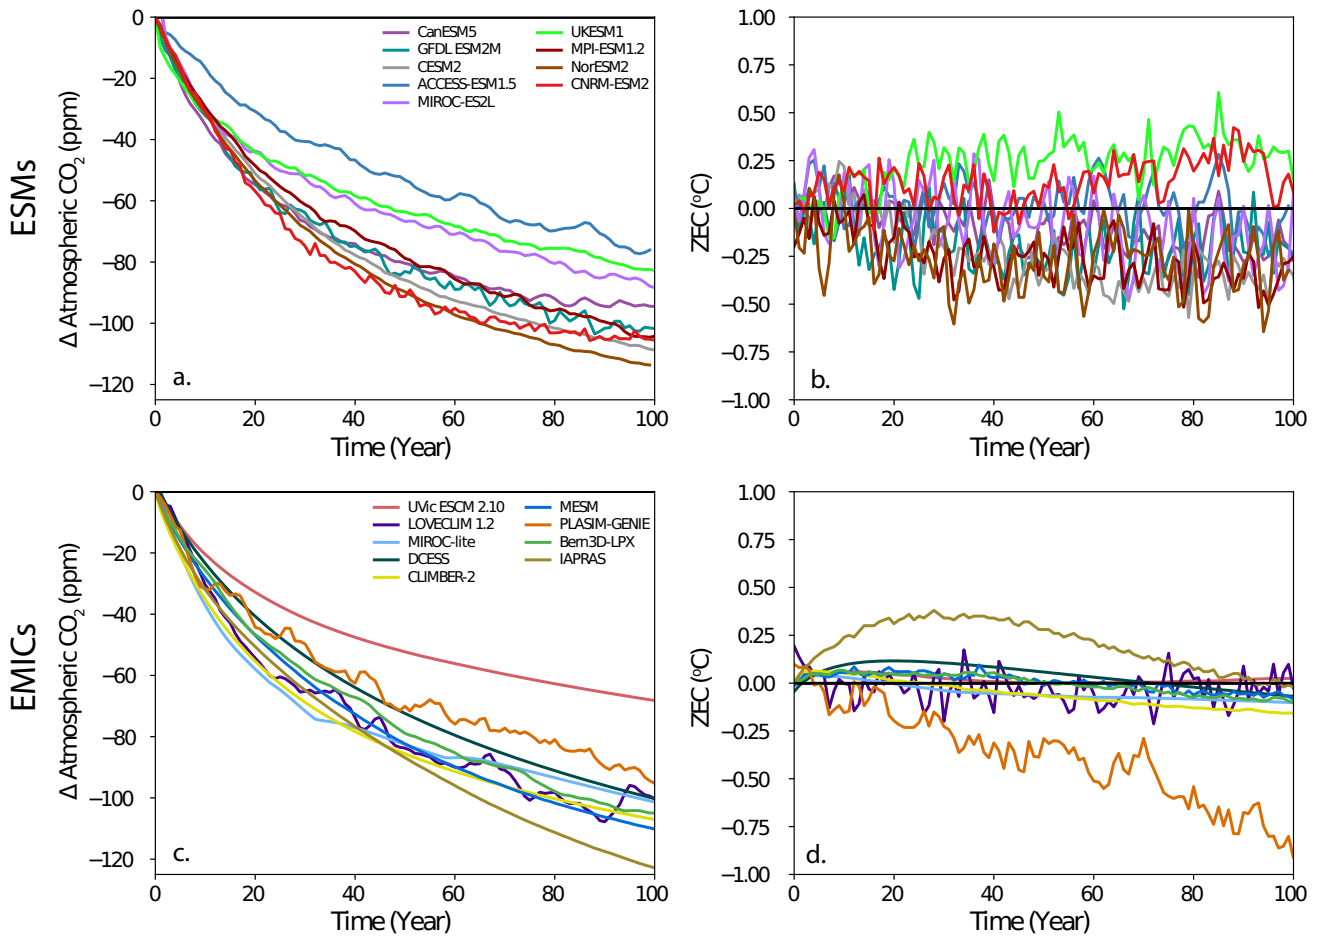 ESMs
Δ Atmospheric CO2 (ppm)
0
−20
−40
−60
−80
−100
−120
CanESM5
GFDL ESM2M
CESM2
ACCESS-ESM1.5
MIROC-ES2L
UKESM1
MPI-ESM1.2
NorESM2
CNRM-ESM2
a.
0 20 40 60 80 100
Time (Year)
ZEC (ºC)
1.00
0.75
0.50
0.25
0.00
−0.25
−0.50
−0.75
−1.00
b.
0 20 40 60 80 100
Time (Year)
EMICs
Δ Atmospheric CO2 (ppm)
0
−20
−40
−60
−80
−100
−120
UVic ESCM 2.10
LOVECLIM 1.2
MIROC-lite
DCESS
CLIMBER-2
MESM
PLASIM-GENIE
Bern3D-LPX
IAPRAS
c.
0 20 40 60 80 100
Time (Year)
ZEC (ºC)
1.00
0.75
0.50
0.25
0.00
−0.25
−0.50
−0.75
−1.00
d.
0 20 40 60 80 100
Time (Year)